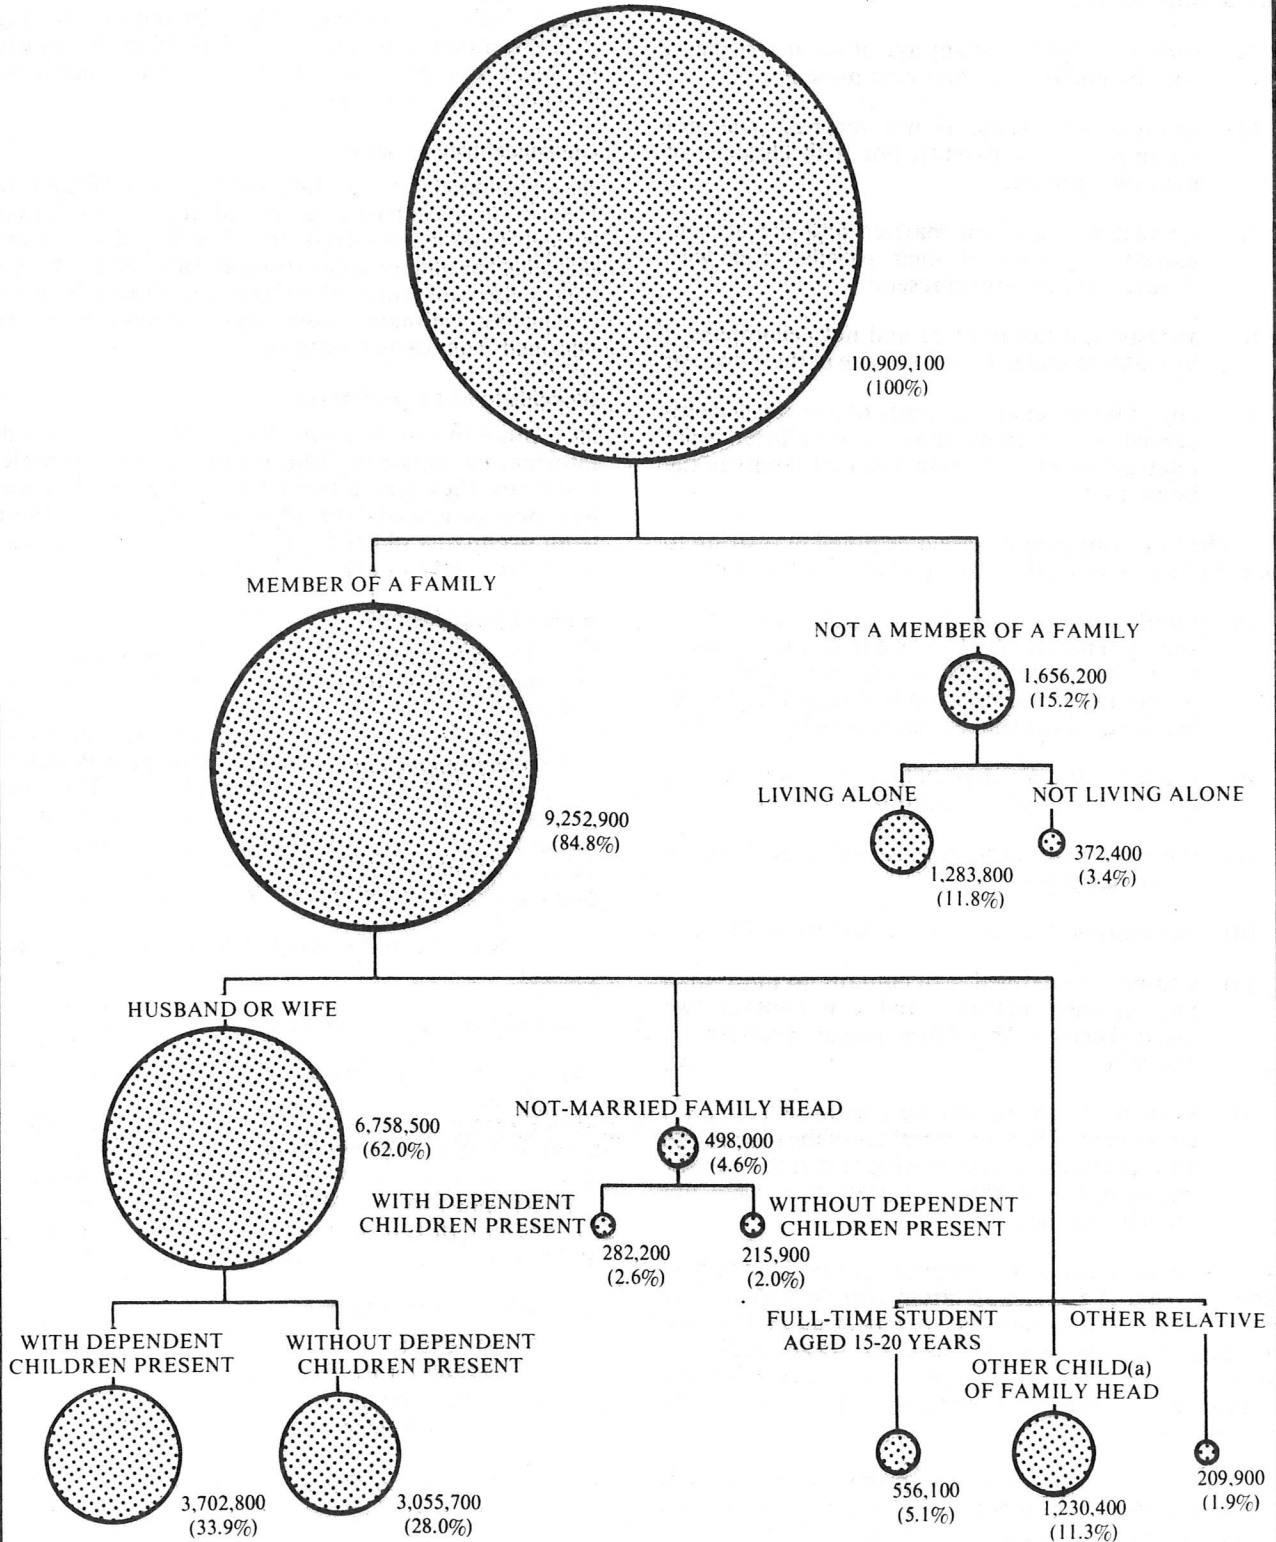 10,909,100
(100%)
MEMBER OF A FAMILY
9,252,900
(84.8%)
NOT A MEMBER OF A FAMILY
1,656,200
(15.2%)
LIVING ALONE
1,283,800
(11.8%)
NOT LIVING ALONE
372,400
(3.4%)
HUSBAND OR WIFE
6,758,500
(62.0%)
NOT-MARRIED FAMILY HEAD
498,000
(4.6%)
WITH DEPENDENT
CHILDREN PRESENT
282,200
(2.6%)
WITHOUT DEPENDENT
CHILDREN PRESENT
215,900
(2.0%)
WITH DEPENDENT
CHILDREN PRESENT
3,702,800
(33.9%)
WITHOUT DEPENDENT
CHILDREN PRESENT
3,055,700
(28.0%)
FULL-TIME STUDENT
AGED 15-20 YEARS
556,100
(5.1%)
OTHER CHILD(a)
OF FAMILY HEAD
1,230,400
(11.3%)
OTHER RELATIVE
209,900
(1.9%)